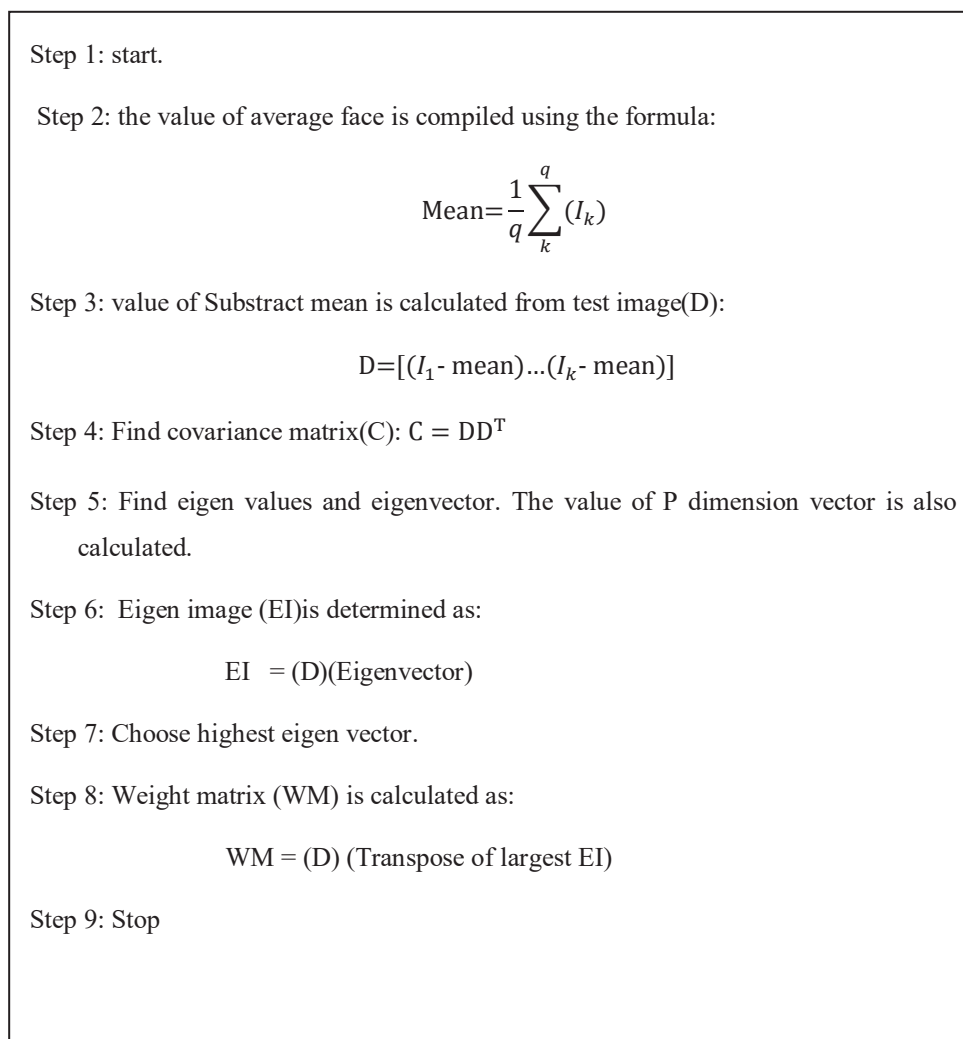 Step 1: start.
Step 2: the value of average face is compiled using the formula:
Mean=\frac{1}{q}\sum_{k}^{q}(I_k)
Step 3: value of Substract mean is calculated from test image(D):
D=[(I_1- mean)…(I_k- mean)]
Step 4: Find covariance matrix(C): C = DD^T
Step 5: Find eigen values and eigenvector. The value of P dimension vector is also
calculated.
Step 6: Eigen image (EI)is determined as:
EI = (D)(Eigenvector)
Step 7: Choose highest eigen vector.
Step 8: Weight matrix (WM) is calculated as:
WM = (D) (Transpose of largest EI)
Step 9: Stop